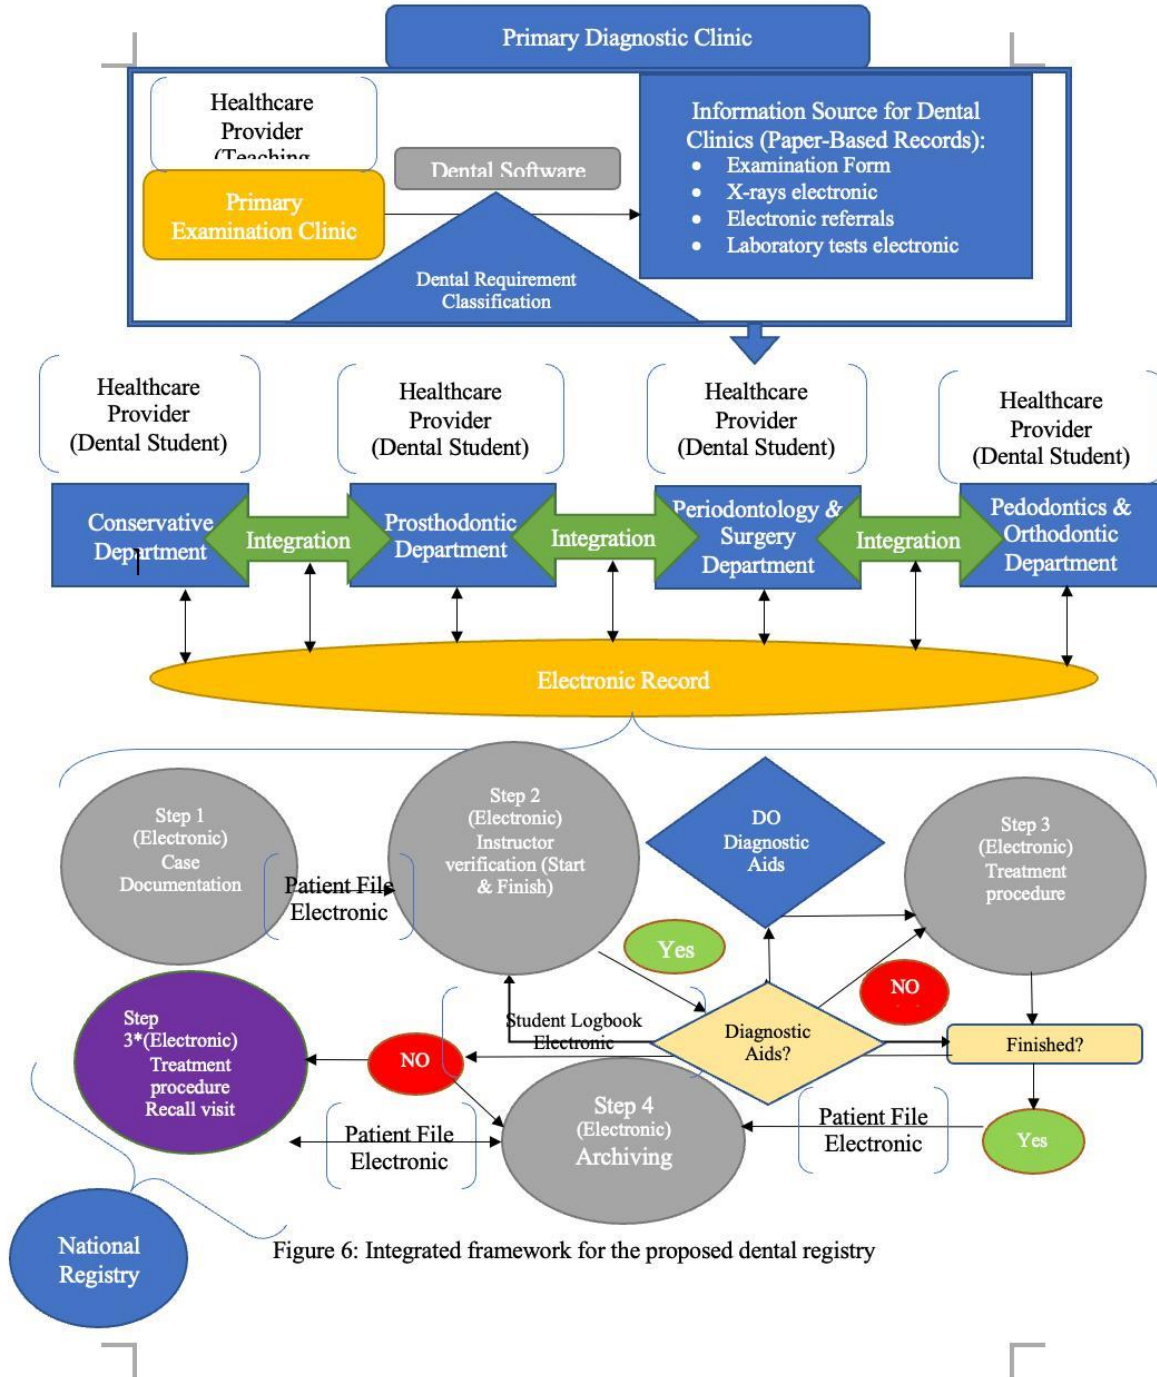 Primary Diagnostic Clinic
Healthcare
Provider
(Teaching
Dental Software
Primary
Examination Clinic
Dental Requirement
Classification
Information Source for Dental
Clinics (Paper-Based Records):
• Examination Form
• X-rays electronic
• Electronic referrals
• Laboratory tests electronic
Healthcare
Provider
(Dental Student)
Healthcare
Provider
(Dental Student)
Healthcare
Provider
(Dental Student)
Healthcare
Provider
(Dental Student)
Conservative
Department
Integration
Prosthodontic
Department
Integration
Periodontology &
Surgery
Department
Integration
Pedodontics &
Orthodontic
Department
Electronic Record
Step 1
(Electronic)
Case
Documentation
Patient File
Electronic
Step 2
(Electronic)
Instructor
verification (Start
& Finish)
DO
Diagnostic
Aids
Step 3
(Electronic)
Treatment
procedure
Yes
NO
Step
3*(Electronic)
Treatment
procedure
Recall visit
NO
Student Logbook
Electronic
Diagnostic
Aids?
Finished?
Patient File
Electronic
Step 4
(Electronic)
Archiving
Patient File
Electronic
Yes
National
Registry
Figure 6: Integrated framework for the proposed dental registry